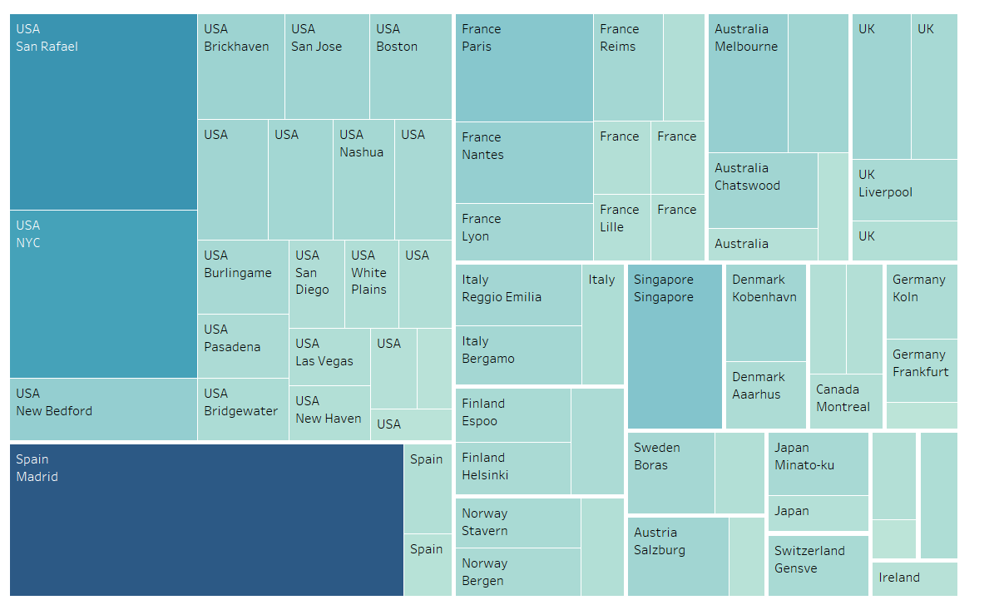 USA
San Rafael
USA
Brickhaven
USA
San Jose
USA
Boston
USA
USA
USA
Nashua
USA
USA
NYC
USA
Burlingame
USA
San
Diego
USA
White
Plains
USA
USA
Pasadena
USA
Las Vegas
USA
USA
New Bedford
USA
Bridgewater
USA
New Haven
USA
Spain
Madrid
Spain
Spain
France
Paris
France
Reims
France
Nantes
France
France
France
Lyon
France
Lille
France
Australia
Melbourne
Australia
Chatswood
Australia
UK
UK
UK
Liverpool
UK
Italy
Reggio Emilia
Italy
Italy
Bergamo
Singapore
Singapore
Denmark
Kobenhavn
Denmark
Aaarhus
Canada
Montreal
Germany
Koln
Germany
Frankfurt
Finland
Espoo
Finland
Helsinki
Norway
Stavern
Norway
Bergen
Sweden
Boras
Austria
Salzburg
Japan
Minato-ku
Japan
Switzerland
Gensve
Ireland